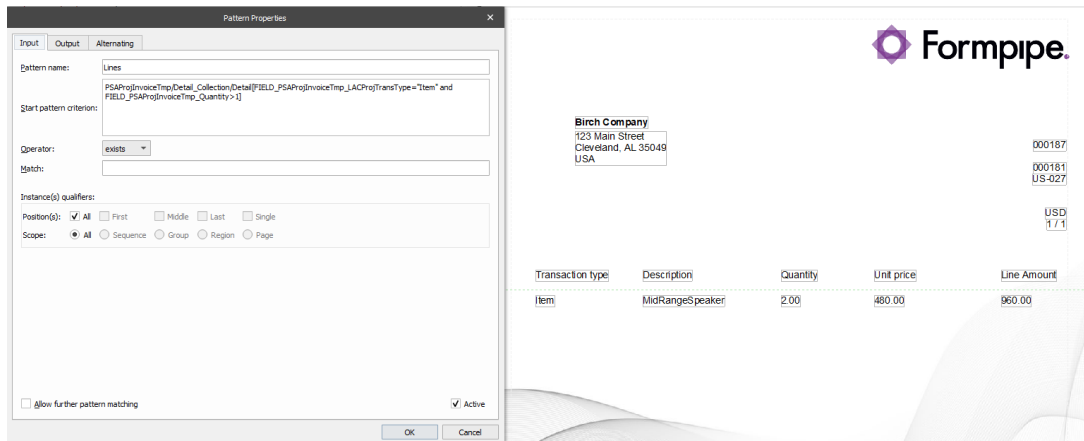 Pattern Properties
Input Output Alternating
Pattern name: Lines
Start pattern criterion: PSAProjInvoiceTmp/Detail_Collection/Detail[FIELD_PSAProjInvoiceTmp_LACProjTransType="Item" and
FIELD_PSAProjInvoiceTmp_Quantity>1]
Operator: exists
Match:
Instance(s) qualifiers:
Position(s): All First Middle Last Single
Scope: All Sequence Group Region Page
Allow further pattern matching Active
OK Cancel
Formpipe.
Birch Company
123 Main Street
Cleveland, AL 35049
USA
000187
000181
US-027
USD
1 / 1
Transaction type Description Quantity Unit price Line Amount
Item MidRangeSpeaker 2.00 480.00 960.00